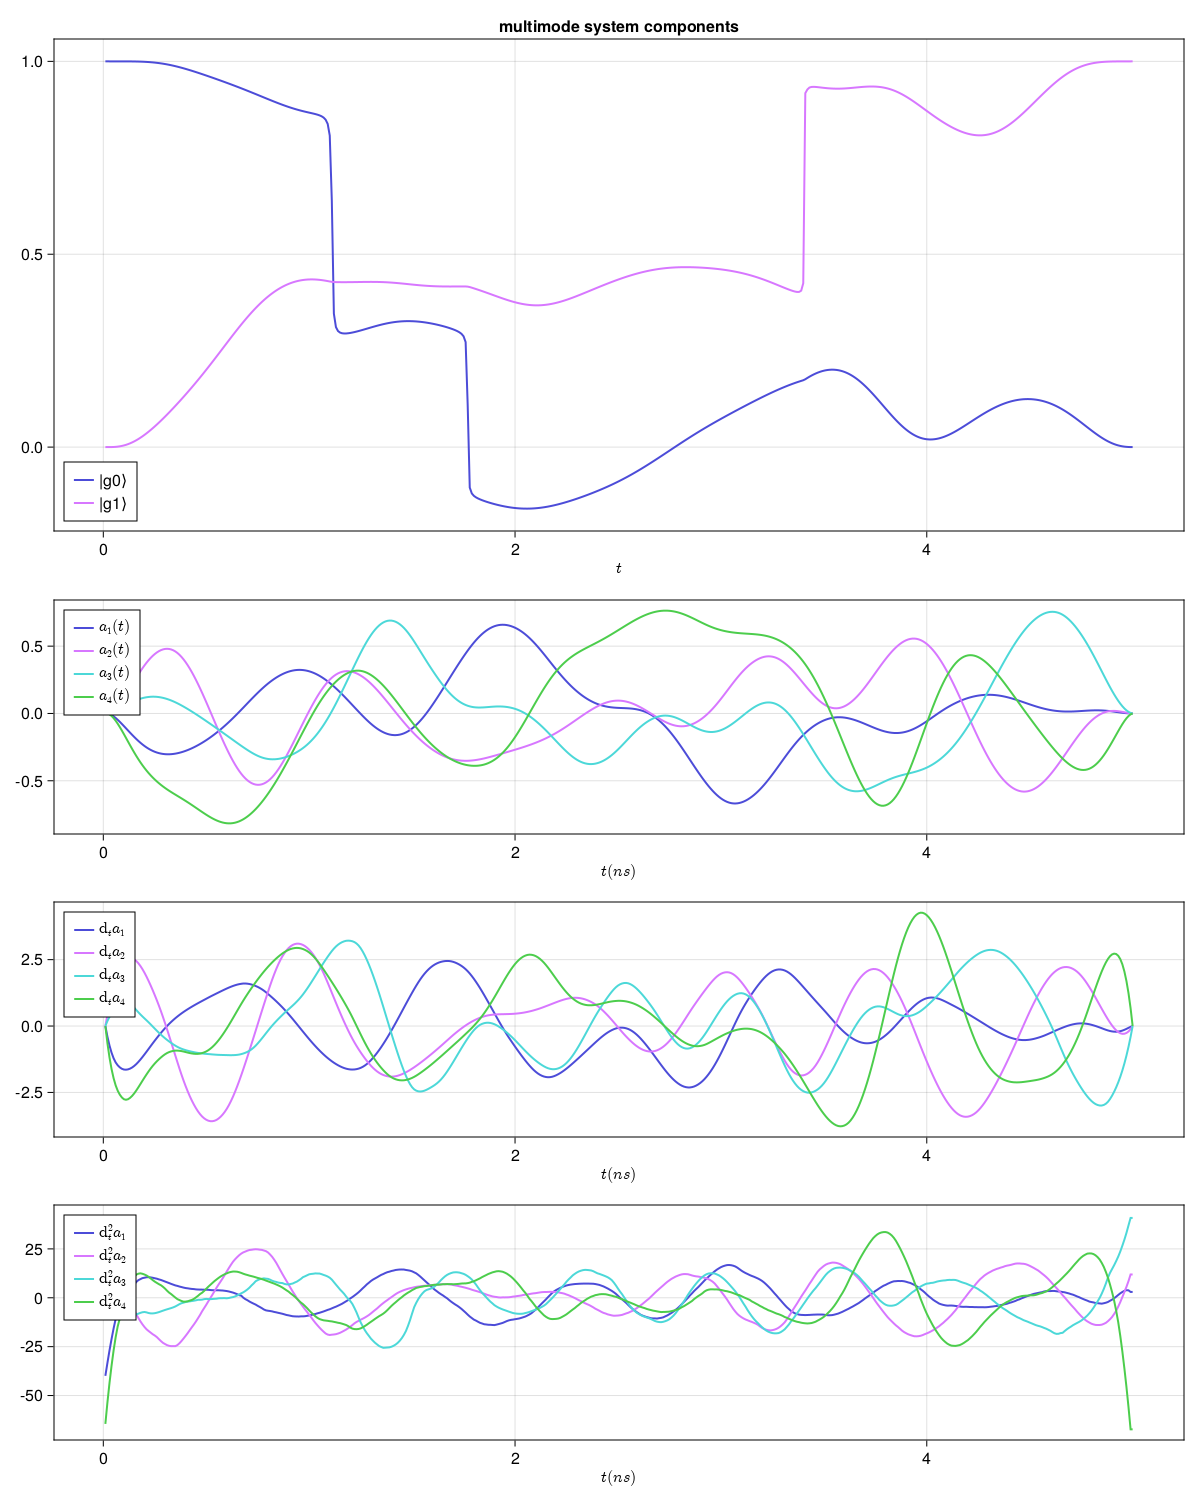 multimode system components
1.0
0.5
0.0
|g0⟩
|g1⟩
0 2 4
t
0.5
0.0
-0.5
a₁(t)
a₂(t)
a₃(t)
a₄(t)
0 2 4
t(ns)
2.5
0.0
-2.5
dₜa₁
dₜa₂
dₜa₃
dₜa₄
0 2 4
t(ns)
25
0
-25
-50
d²ₜa₁
d²ₜa₂
d²ₜa₃
d²ₜa₄
0 2 4
t(ns)